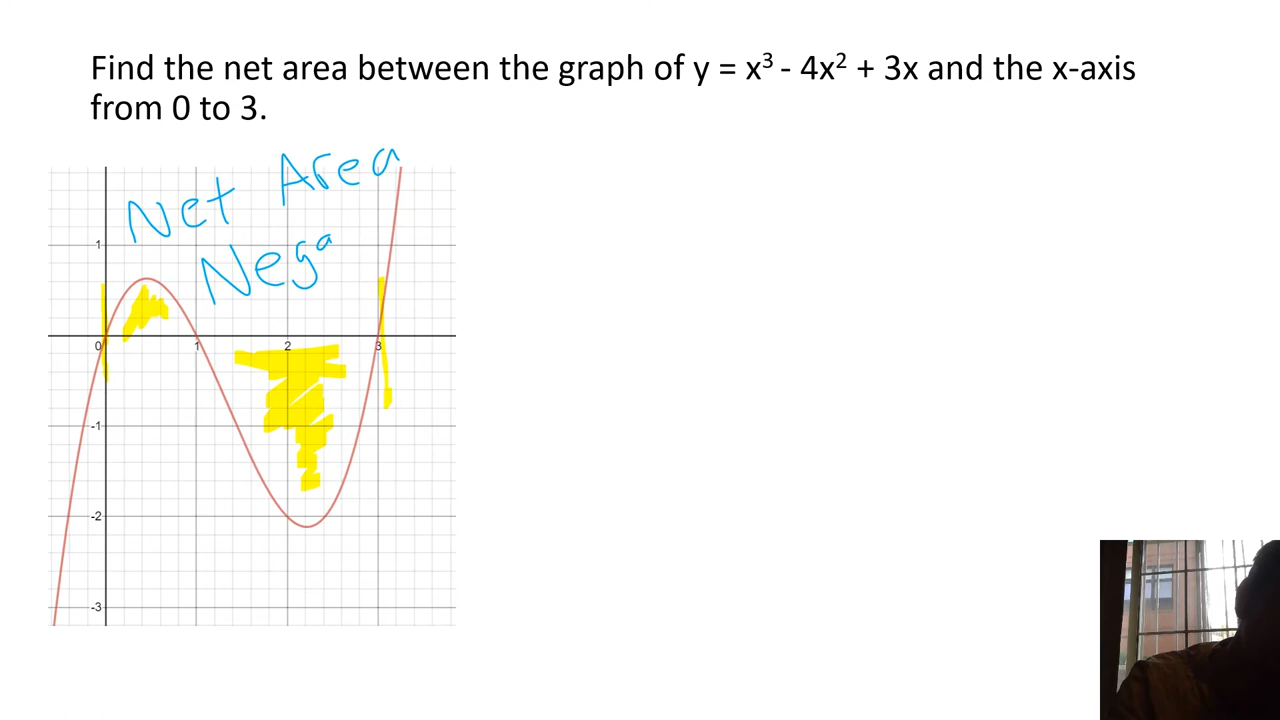 Find the net area between the graph of y = x³ - 4x² + 3x and the x-axis
from 0 to 3.
Net Area
Nega
1
0 1 2 3
-1
-2
-3